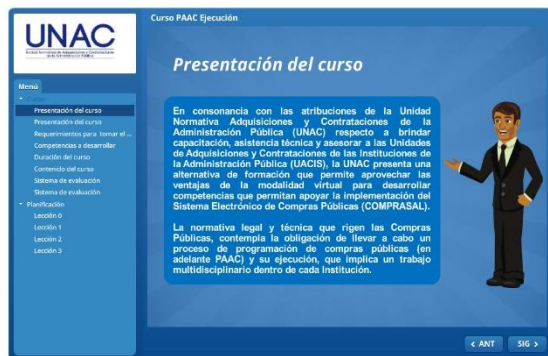 Curso PAAC Ejecución
UNAC
Presentación del curso
Menú
Presentación del curso
Presentación del curso
Requerimientos para tomar el ...
Competencias a desarrollar
Duración del curso
Contenido del curso
Sistema de evaluación
Sistema de evaluación
Planificación
Lección 0
Lección 1
Lección 2
Lección 3
En consonancia con las atribuciones de la Unidad
Normativa Adquisiciones y Contrataciones de la
Administración Pública (UNAC) respecto a brindar
capacitación, asistencia técnica y asesorar a las Unidades
de Adquisiciones y Contrataciones de las Instituciones de
la Administración Pública (UACIS), la UNAC presenta una
alternativa de formación que permite aprovechar las
ventajas de la modalidad virtual para desarrollar
competencias que permitan apoyar la implementación del
Sistema Electrónico de Compras Públicas (COMPRASAL).
La normativa legal y técnica que rigen las Compras
Públicas, contempla la obligación de llevar a cabo un
proceso de programación de compras públicas (en
adelante PAAC) y su ejecución, que implica un trabajo
multidisciplinario dentro de cada Institución.
< ANT
SIG >